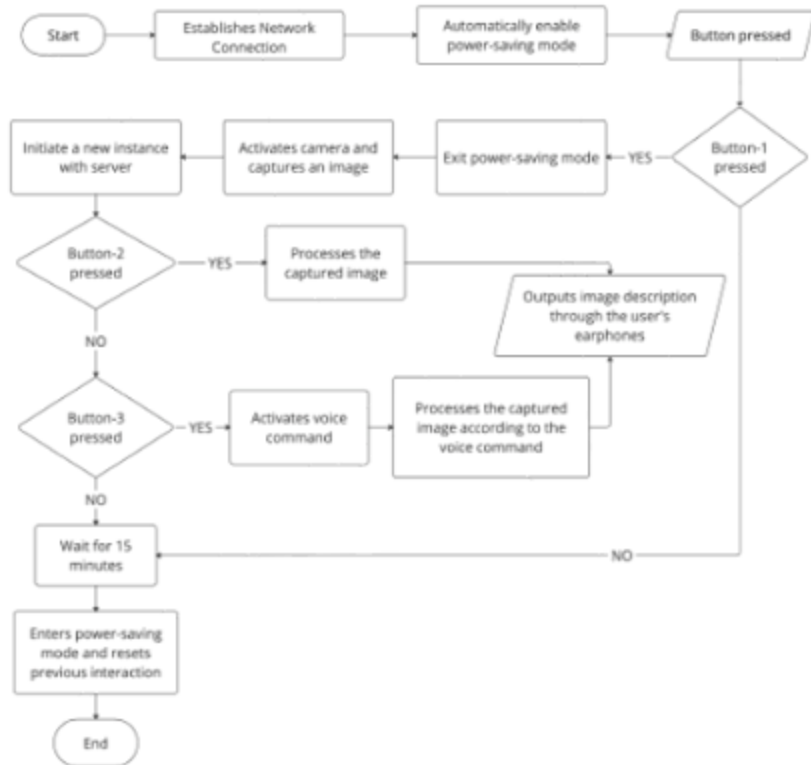 Start
Establishes Network
Connection
Automatically enable
power-saving mode
Button pressed
Initiate a new instance
with server
Activates camera and
captures an image
Exit power-saving mode
YES
Button-1
pressed
Button-2
pressed
YES
Processes the
captured image
Outputs image description
through the user's
earphones
NO
Button-3
pressed
YES
Activates voice
command
Processes the captured
image according to the
voice command
NO
Wait for 15
minutes
NO
Enters power-saving
mode and resets
previous interaction
End